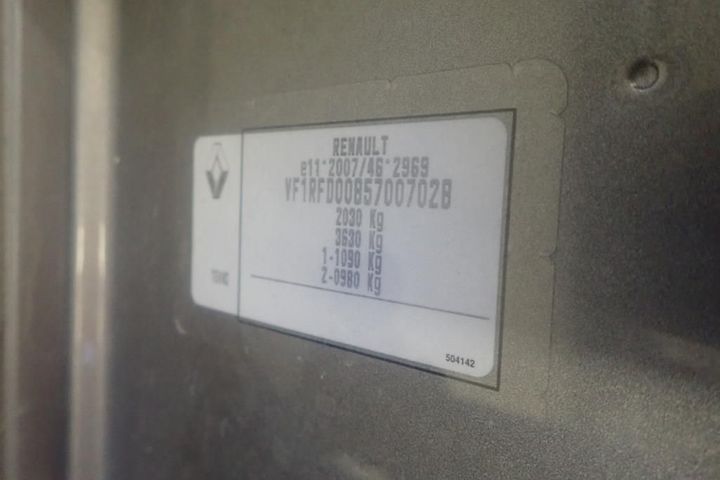 RENAULT
e11*2007/46*2969
VF1RFD00857007028
2030 Kg
3630 Kg
1-1090 Kg
2-0980 Kg
504142